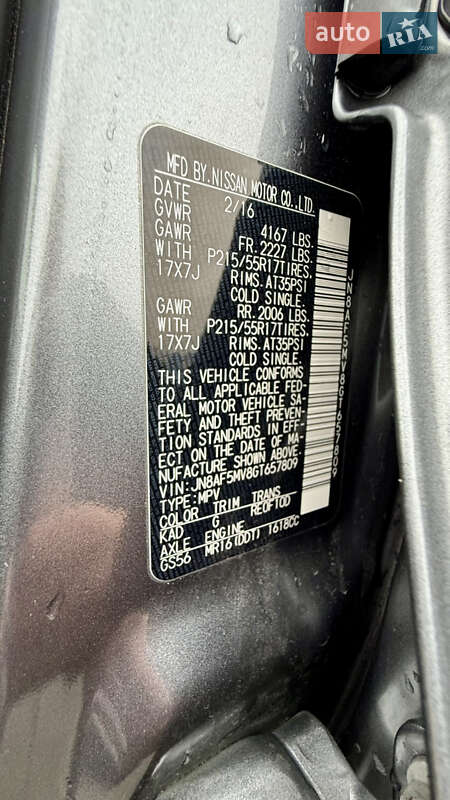 auto RIA
.com
MFD BY.NISSAN MOTOR CO.,LTD.
DATE 2/16
GVWR 4167 LBS.
GAWR FR. 2227 LBS.
WITH P215/55R17TIRES.
17X7J RIMS. AT35PSI
COLD SINGLE.
GAWR RR. 2006 LBS.
WITH P215/55R17TIRES.
17X7J RIMS. AT35PSI
COLD SINGLE.
THIS VEHICLE CONFORMS
TO ALL APPLICABLE FED-
ERAL MOTOR VEHICLE SA-
FETY AND THEFT PREVEN-
TION STANDARDS IN EFF-
ECT ON THE DATE OF MA-
NUFACTURE SHOWN ABOVE.
VIN:JN8AF5MV8GT657809
TYPE:MPV
COLOR TRIM TRANS
KAD G RE0F10D
AXLE ENGINE
GS56 MR16(DDT) 1618CC
JN8AF5MV8GT657809